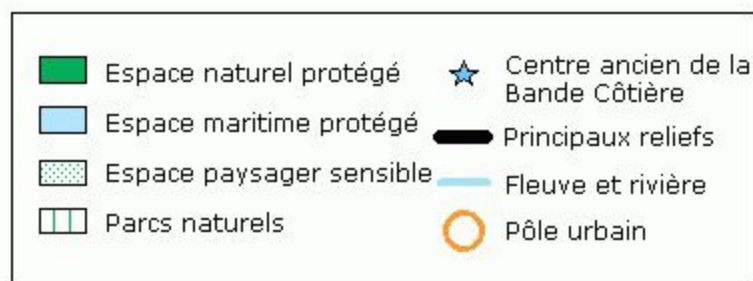 Espace naturel protégé
Espace maritime protégé
Espace paysager sensible
Parcs naturels
Centre ancien de la
Bande Côtière
Principaux reliefs
Fleuve et rivière
Pôle urbain